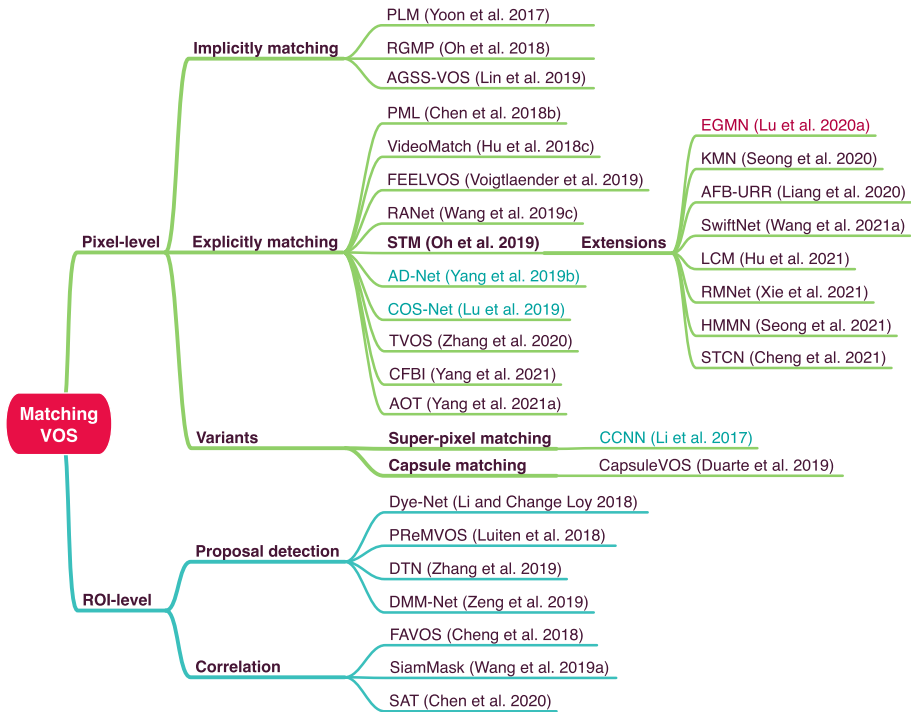 Matching
VOS
Pixel-level
Implicitly matching
PLM (Yoon et al. 2017)
RGMP (Oh et al. 2018)
AGSS-VOS (Lin et al. 2019)
Explicitly matching
PML (Chen et al. 2018b)
VideoMatch (Hu et al. 2018c)
FEELVOS (Voigtlaender et al. 2019)
RANet (Wang et al. 2019c)
STM (Oh et al. 2019)
Extensions
EGMN (Lu et al. 2020a)
KMN (Seong et al. 2020)
AFB-URR (Liang et al. 2020)
SwiftNet (Wang et al. 2021a)
LCM (Hu et al. 2021)
RMNet (Xie et al. 2021)
HMMN (Seong et al. 2021)
STCN (Cheng et al. 2021)
AD-Net (Yang et al. 2019b)
COS-Net (Lu et al. 2019)
TVOS (Zhang et al. 2020)
CFBI (Yang et al. 2021)
AOT (Yang et al. 2021a)
Variants
Super-pixel matching
CCNN (Li et al. 2017)
Capsule matching
CapsuleVOS (Duarte et al. 2019)
ROI-level
Proposal detection
Dye-Net (Li and Change Loy 2018)
PReMVOS (Luiten et al. 2018)
DTN (Zhang et al. 2019)
DMM-Net (Zeng et al. 2019)
Correlation
FAVOS (Cheng et al. 2018)
SiamMask (Wang et al. 2019a)
SAT (Chen et al. 2020)